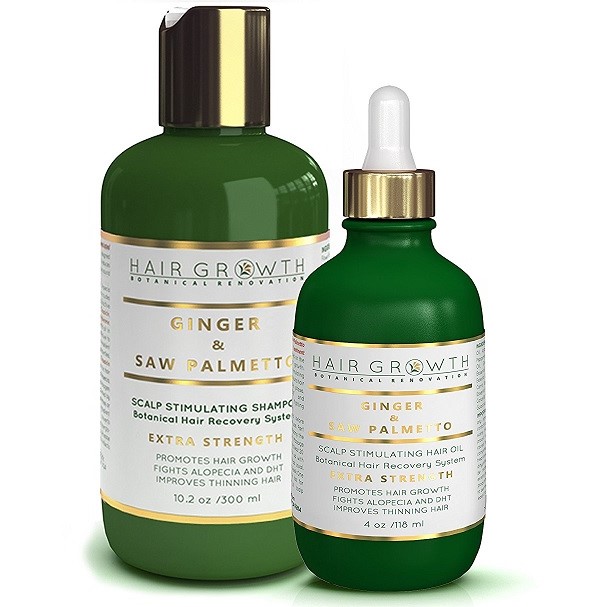 HAIR GROWTH
BOTANICAL RENOVATION
GINGER
&
SAW PALMETTO
SCALP STIMULATING SHAMPO
Botanical Hair Recovery System
EXTRA STRENGTH
PROMOTES HAIR GROWTH
FIGHTS ALOPECIA AND DHT
IMPROVES THINNING HAIR
10.2 oz /300 ml
HAIR GROWTH
BOTANICAL RENOVATION
GINGER
&
SAW PALMETTO
SCALP STIMULATING HAIR OIL
Botanical Hair Recovery System
EXTRA STRENGTH
PROMOTES HAIR GROWTH
FIGHTS ALOPECIA AND DHT
IMPROVES THINNING HAIR
4 oz /118 ml